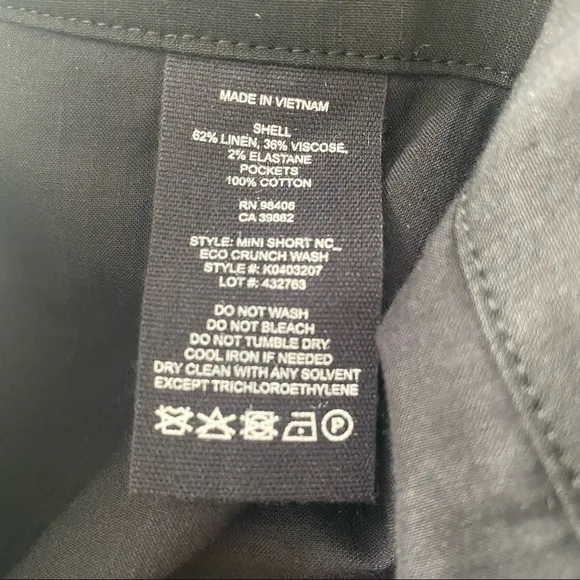 MADE IN VIETNAM
SHELL
62% LINEN, 36% VISCOSE,
2% ELASTANE
POCKETS
100% COTTON
RN 98406
CA 39882
STYLE: MINI SHORT NC_
ECO CRUNCH WASH
STYLE #: K0403207
LOT #: 432763
DO NOT WASH
DO NOT BLEACH
DO NOT TUMBLE DRY
COOL IRON IF NEEDED
DRY CLEAN WITH ANY SOLVENT
EXCEPT TRICHLOROETHYLENE
P